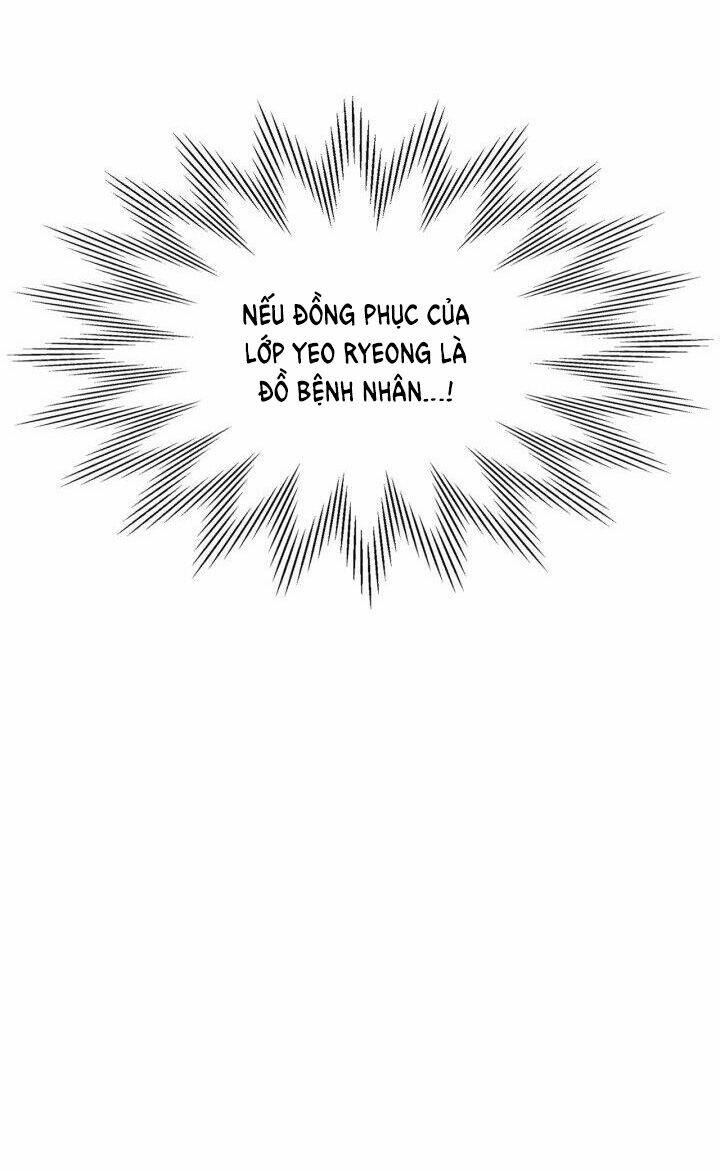 NẾU ĐỒNG PHỤC CỦA
LỚP YEO RYEONG LÀ
ĐỒ BỆNH NHÂN...!